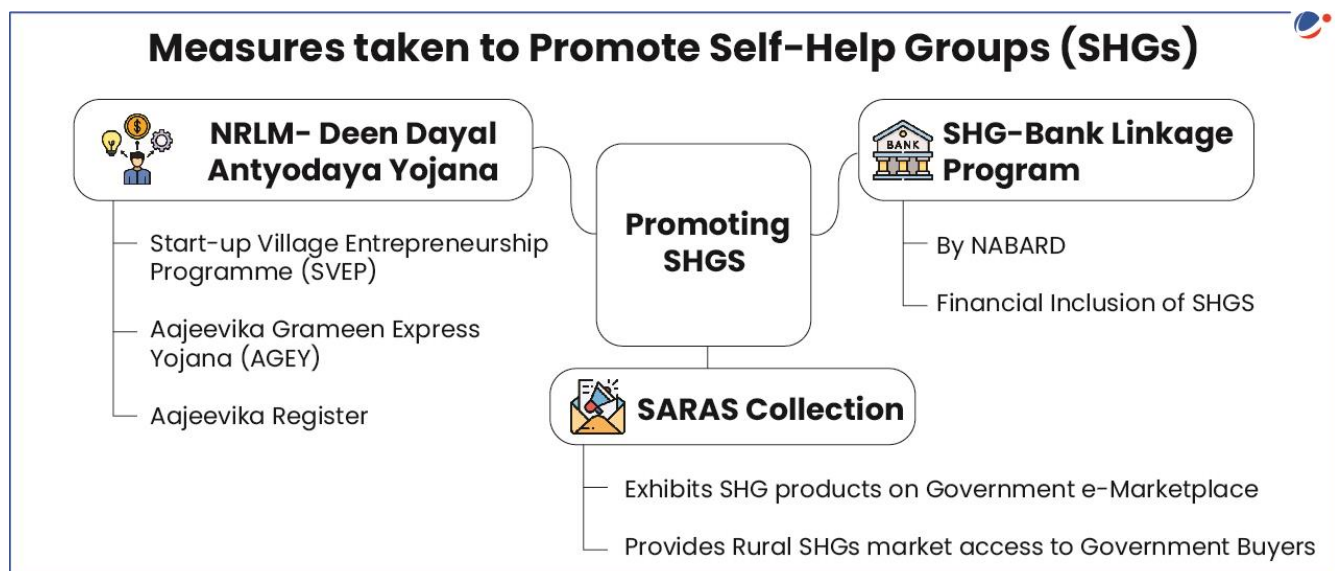 Measures taken to Promote Self-Help Groups (SHGs)
NRLM- Deen Dayal
Antyodaya Yojana
Start-up Village Entrepreneurship
Programme (SVEP)
Aajeevika Grameen Express
Yojana (AGEY)
Aajeevika Register
Promoting
SHGS
BANK
SHG-Bank Linkage
Program
By NABARD
Financial Inclusion of SHGS
SARAS Collection
Exhibits SHG products on Government e-Marketplace
Provides Rural SHGs market access to Government Buyers